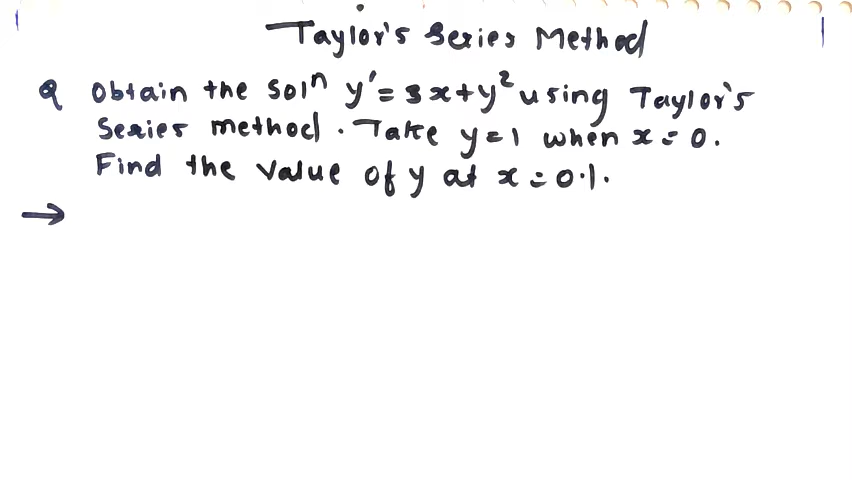 Taylor's Series Method
Q Obtain the solⁿ y' = 3x+y² using Taylor's
Series method. Take y=1 when x=0.
Find the value of y at x=0.1.
→